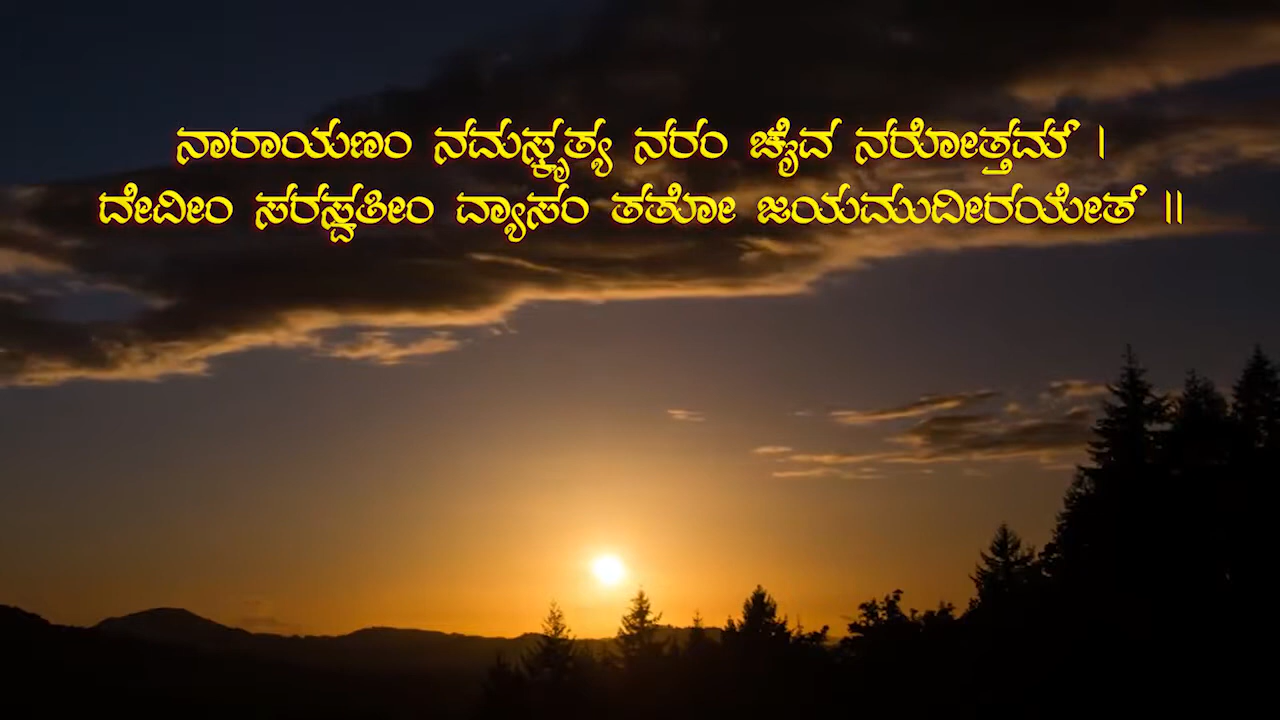 ನಾರಾಯಣಂ ನಮಸ್ಕೃತ್ಯ ನರಂ ಚೈವ ನರೋತ್ತಮಮ್ ।
ದೇವೀಂ ಸರಸ್ವತೀಂ ವ್ಯಾಸಂ ತತೋ ಜಯಮುದೀರಯೇತ್ ॥